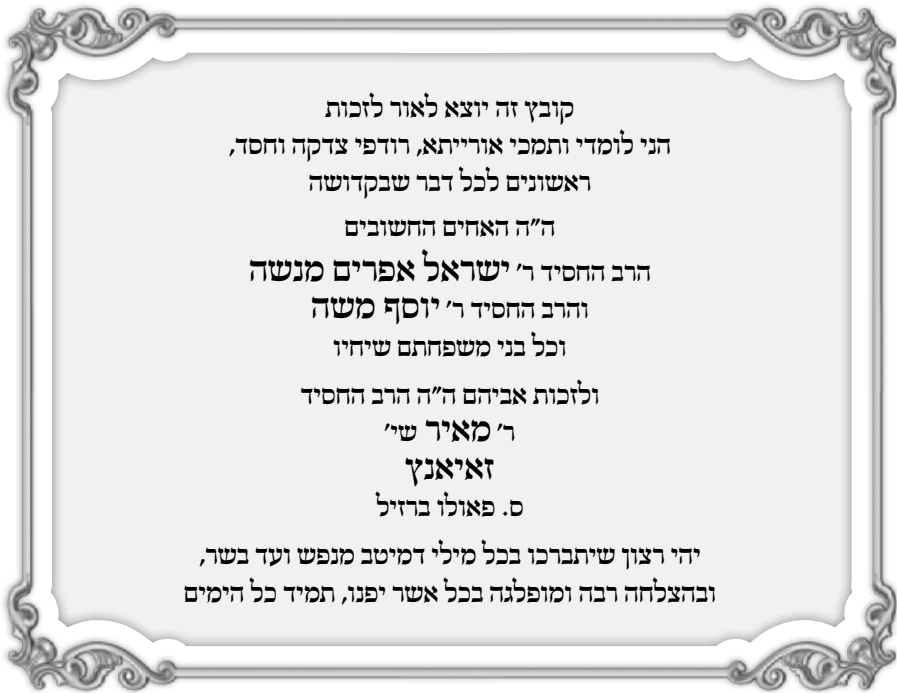 קובץ זה יוצא לאור לזכות
הני לומדי ותמכי אורייתא, רודפי צדקה וחסד,
ראשונים לכל דבר שבקדושה
ה״ה האחים החשובים
הרב החסיד ר׳ ישראל אפרים מנשה
והרב החסיד ר׳ יוסף משה
וכל בני משפחתם שיחיו
ולזכות אביהם ה״ה הרב החסיד
ר׳ מאיר שי׳
זאיאנץ
ס. פאולו ברזיל
יהי רצון שיתברכו בכל מילי דמיטב מנפש ועד בשר,
ובהצלחה רבה ומופלגה בכל אשר יפנו, תמיד כל הימים